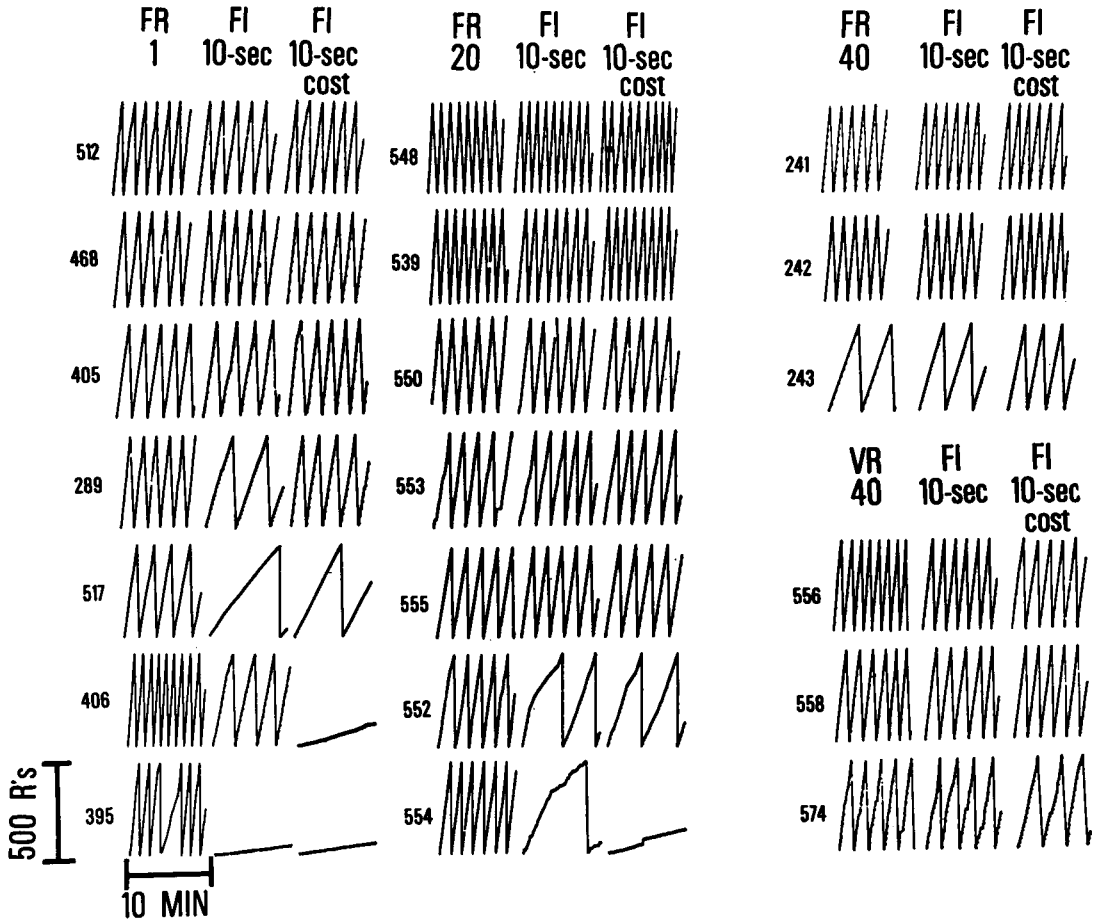 FR 1
FI 10-sec
FI 10-sec cost
512
468
405
289
517
406
395
FR 20
FI 10-sec
FI 10-sec cost
548
539
550
553
555
552
554
FR 40
FI 10-sec
FI 10-sec cost
241
242
243
VR 40
FI 10-sec
FI 10-sec cost
556
558
574
500 R's
10 MIN